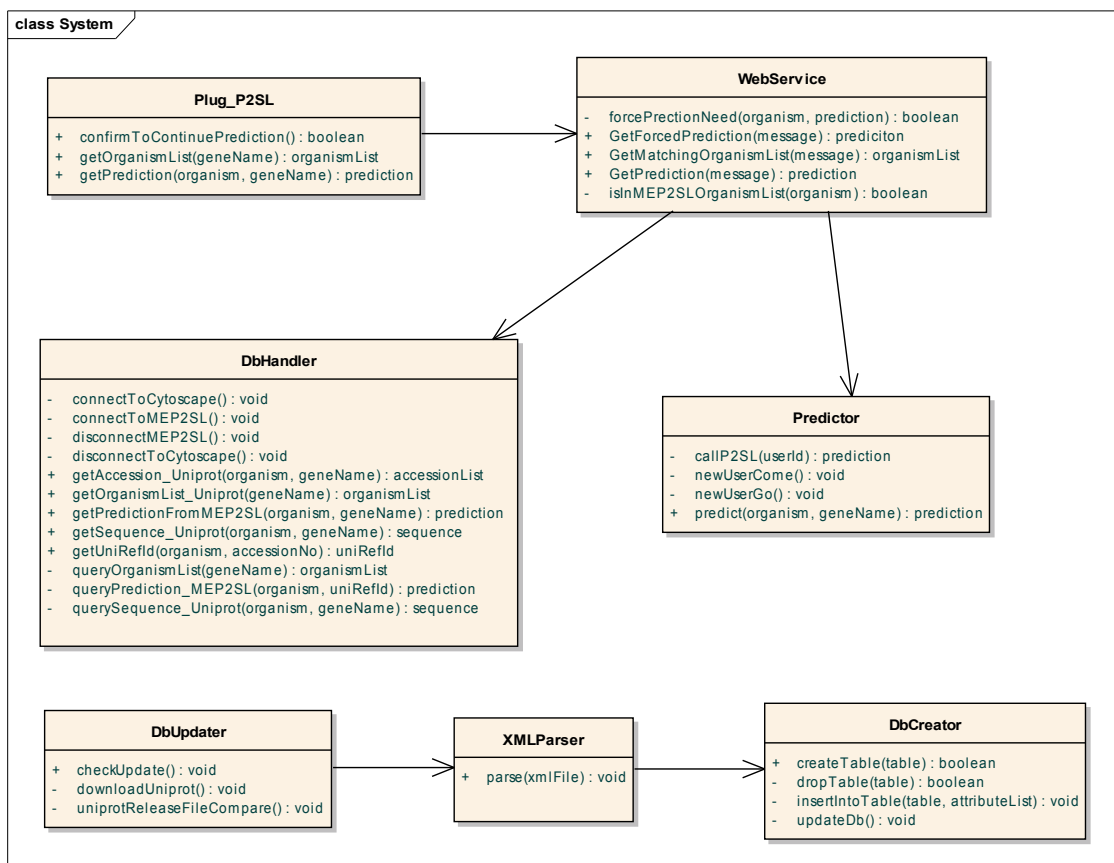 class System
Plug_P2SL
+ confirmToContinuePrediction() : boolean
+ getOrganismList(geneName) : organismList
+ getPrediction(organism, geneName) : prediction
WebService
- forcePrectionNeed(organism, prediction) : boolean
+ GetForcedPrediction(message) : prediciton
+ GetMatchingOrganismList(message) : organismList
+ GetPrediction(message) : prediction
- isInMEP2SLOrganismList(organism) : boolean
DbHandler
- connectToCytoscape() : void
- connectToMEP2SL() : void
- disconnectMEP2SL() : void
- disconnectToCytoscape() : void
+ getAccession_Uniprot(organism, geneName) : accessionList
+ getOrganismList_Uniprot(geneName) : organismList
+ getPredictionFromMEP2SL(organism, geneName) : prediction
+ getSequence_Uniprot(organism, geneName) : sequence
+ getUniRefId(organism, accessionNo) : uniRefId
- queryOrganismList(geneName) : organismList
- queryPrediction_MEP2SL(organism, uniRefId) : prediction
- querySequence_Uniprot(organism, geneName) : sequence
Predictor
- callP2SL(userId) : prediction
- newUserCome() : void
- newUserGo() : void
+ predict(organism, geneName) : prediction
DbUpdater
+ checkUpdate() : void
- downloadUniprot() : void
- uniprotReleaseFileCompare() : void
XMLParser
+ parse(xmlFile) : void
DbCreator
+ createTable(table) : boolean
- dropTable(table) : boolean
- insertIntoTable(table, attributeList) : void
- updateDb() : void